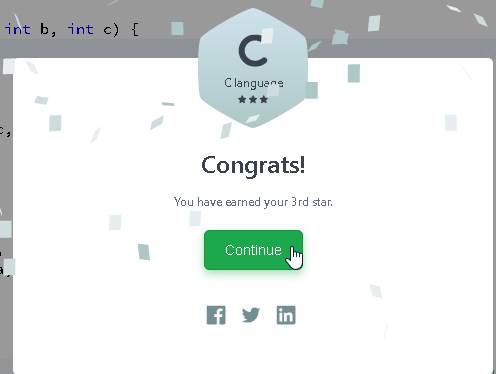 int b, int c) {
C
C language
c,
Congrats!
You have earned your 3rd star.
Continue
a,